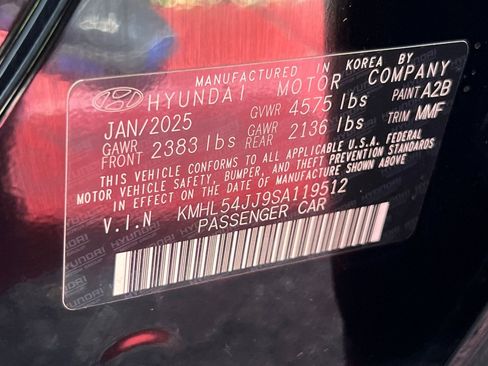 MANUFACTURED IN KOREA BY
HYUNDAI MOTOR COMPANY
JAN/2025 GVWR 4575 lbs PAINT A2B
GAWR FRONT 2383 lbs GAWR REAR 2136 lbs TRIM MMF
THIS VEHICLE CONFORMS TO ALL APPLICABLE U.S.A. FEDERAL
MOTOR VEHICLE SAFETY, BUMPER, AND THEFT PREVENTION STANDARDS
IN EFFECT ON THE DATE OF MANUFACTURE SHOWN ABOVE.
V.I.N KMHL54JJ9SA119512
PASSENGER CAR